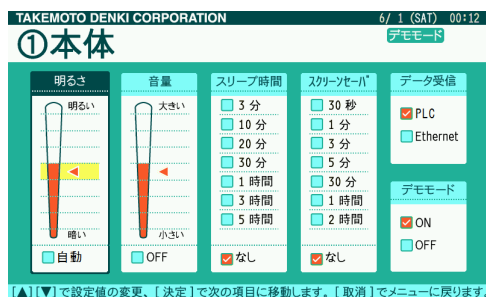 TAKEMOTO DENKI CORPORATION 6/ 1 (SAT) 00:12
①本体
デモモード
明るさ
明るい
暗い
自動
音量
大きい
小さい
OFF
スリープ時間
3 分
10 分
20 分
30 分
1 時間
3 時間
5 時間
なし
スクリーンセーバ
30 秒
1 分
3 分
5 分
30 分
1 時間
2 時間
なし
データ受信
PLC
Ethernet
デモモード
ON
OFF
[▲][▼]で設定値の変更、[決定]で次の項目に移動します。[取消]でメニューに戻ります。